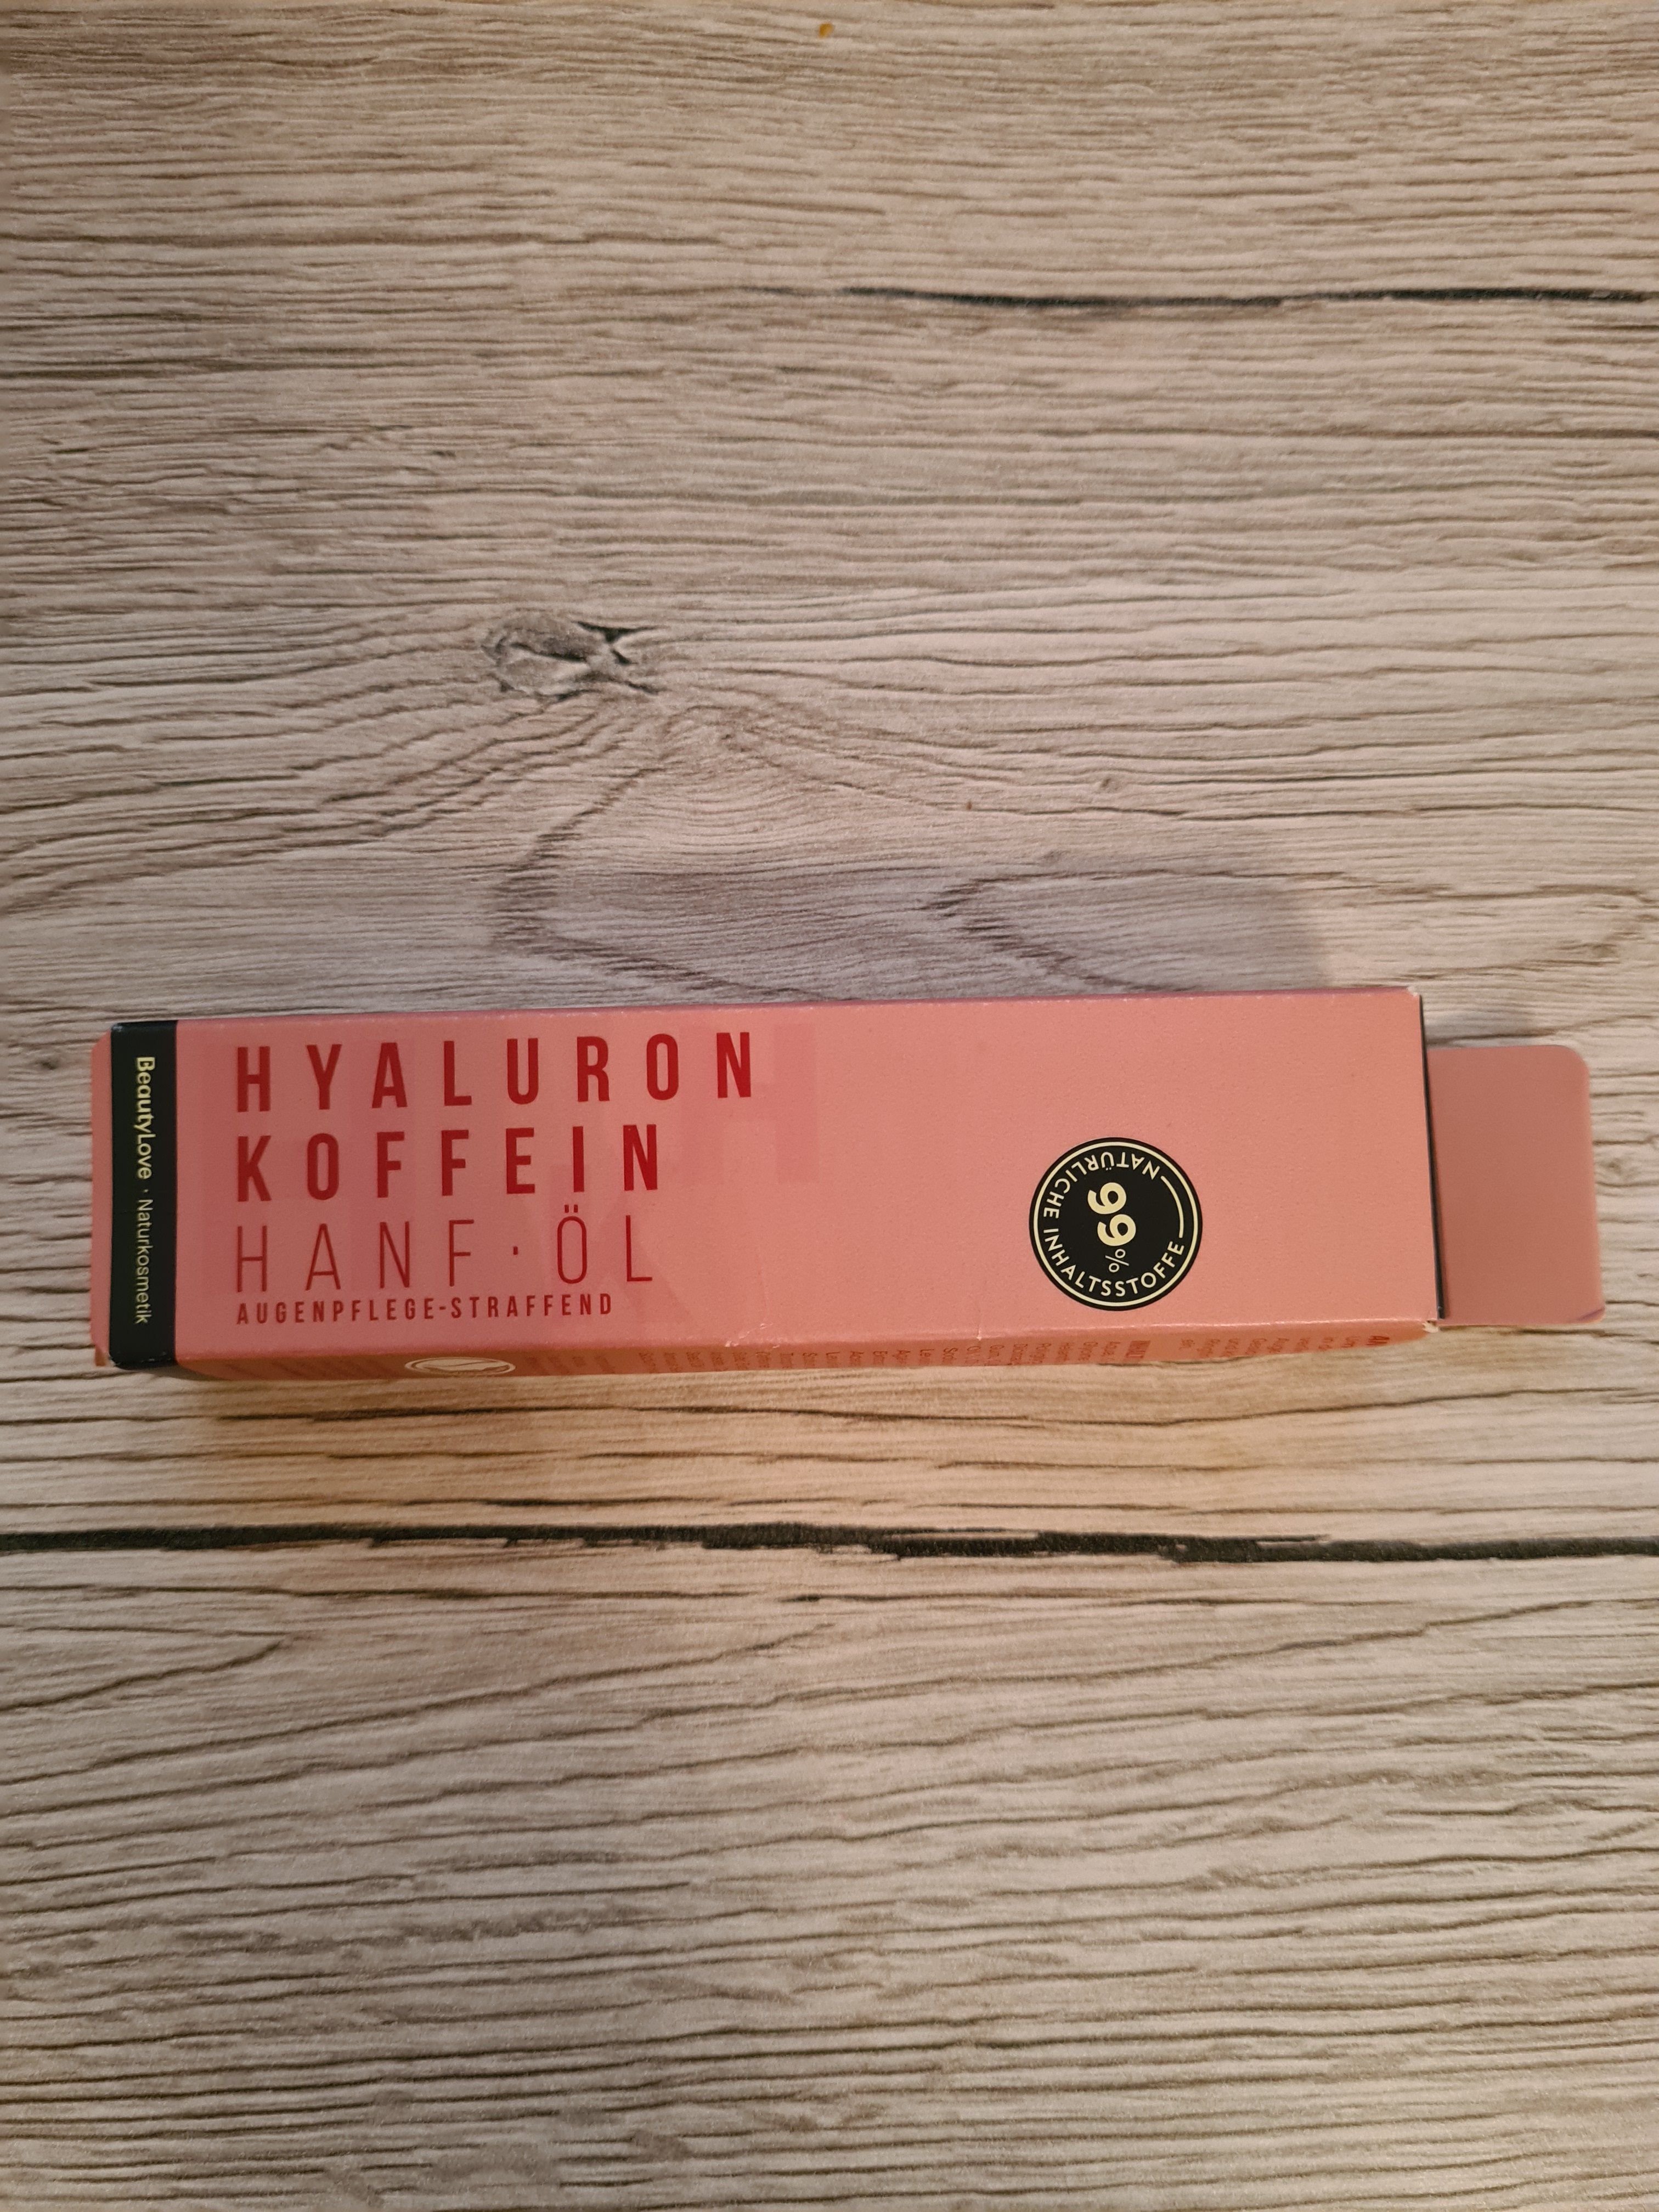 BeautyLove · Naturkosmetik
HYALURON
KOFFEIN
HANF·ÖL
AUGENPFLEGE-STRAFFEND
99%
NATÜRLICHE INHALTSSTOFFE